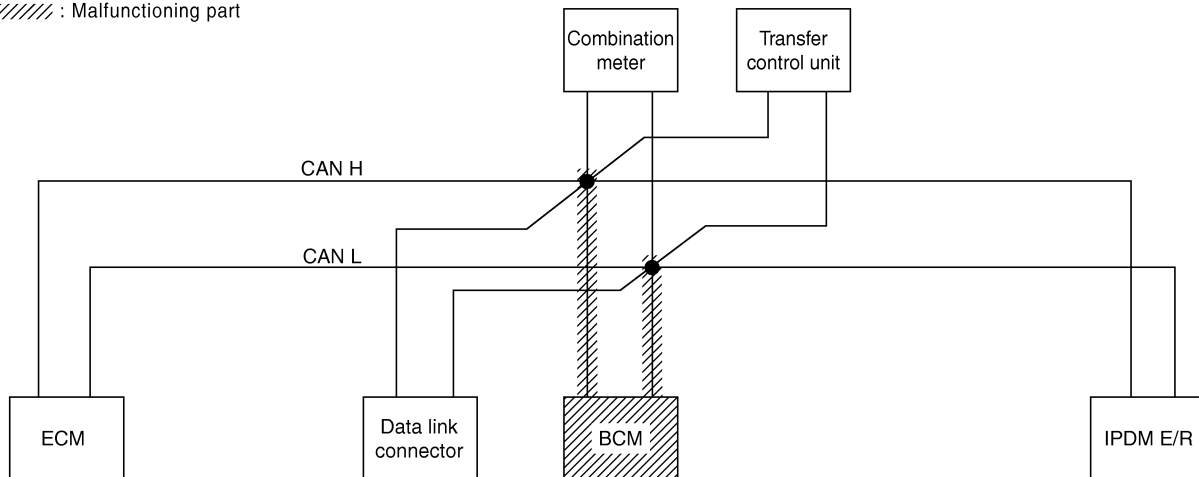 : Malfunctioning part
Combination
meter
Transfer
control unit
CAN H
CAN L
ECM
Data link
connector
BCM
IPDM E/R